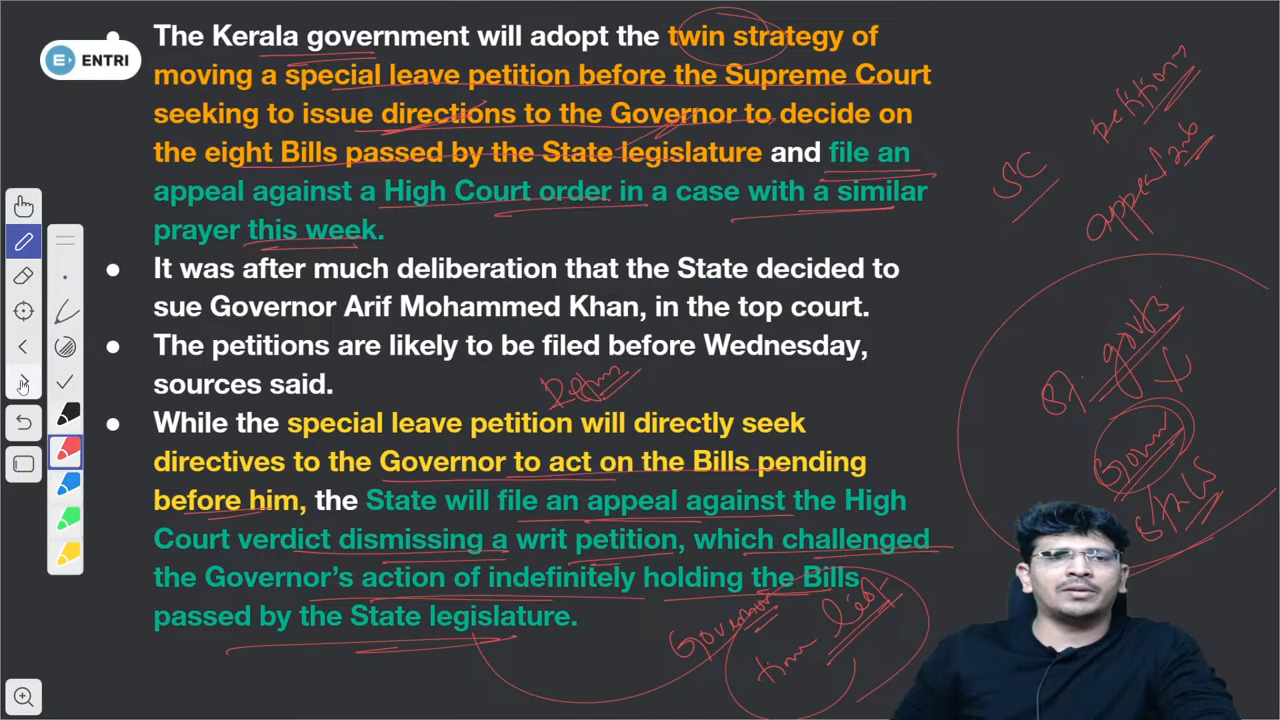 ENTRI
The Kerala government will adopt the twin strategy of
moving a special leave petition before the Supreme Court
seeking to issue directions to the Governor to decide on
the eight Bills passed by the State legislature and file an
appeal against a High Court order in a case with a similar
prayer this week.
It was after much deliberation that the State decided to
sue Governor Arif Mohammed Khan, in the top court.
The petitions are likely to be filed before Wednesday,
sources said.
While the special leave petition will directly seek
directives to the Governor to act on the Bills pending
before him, the State will file an appeal against the High
Court verdict dismissing a writ petition, which challenged
the Governor's action of indefinitely holding the Bills
passed by the State legislature.
SC
petitions
Governor
time